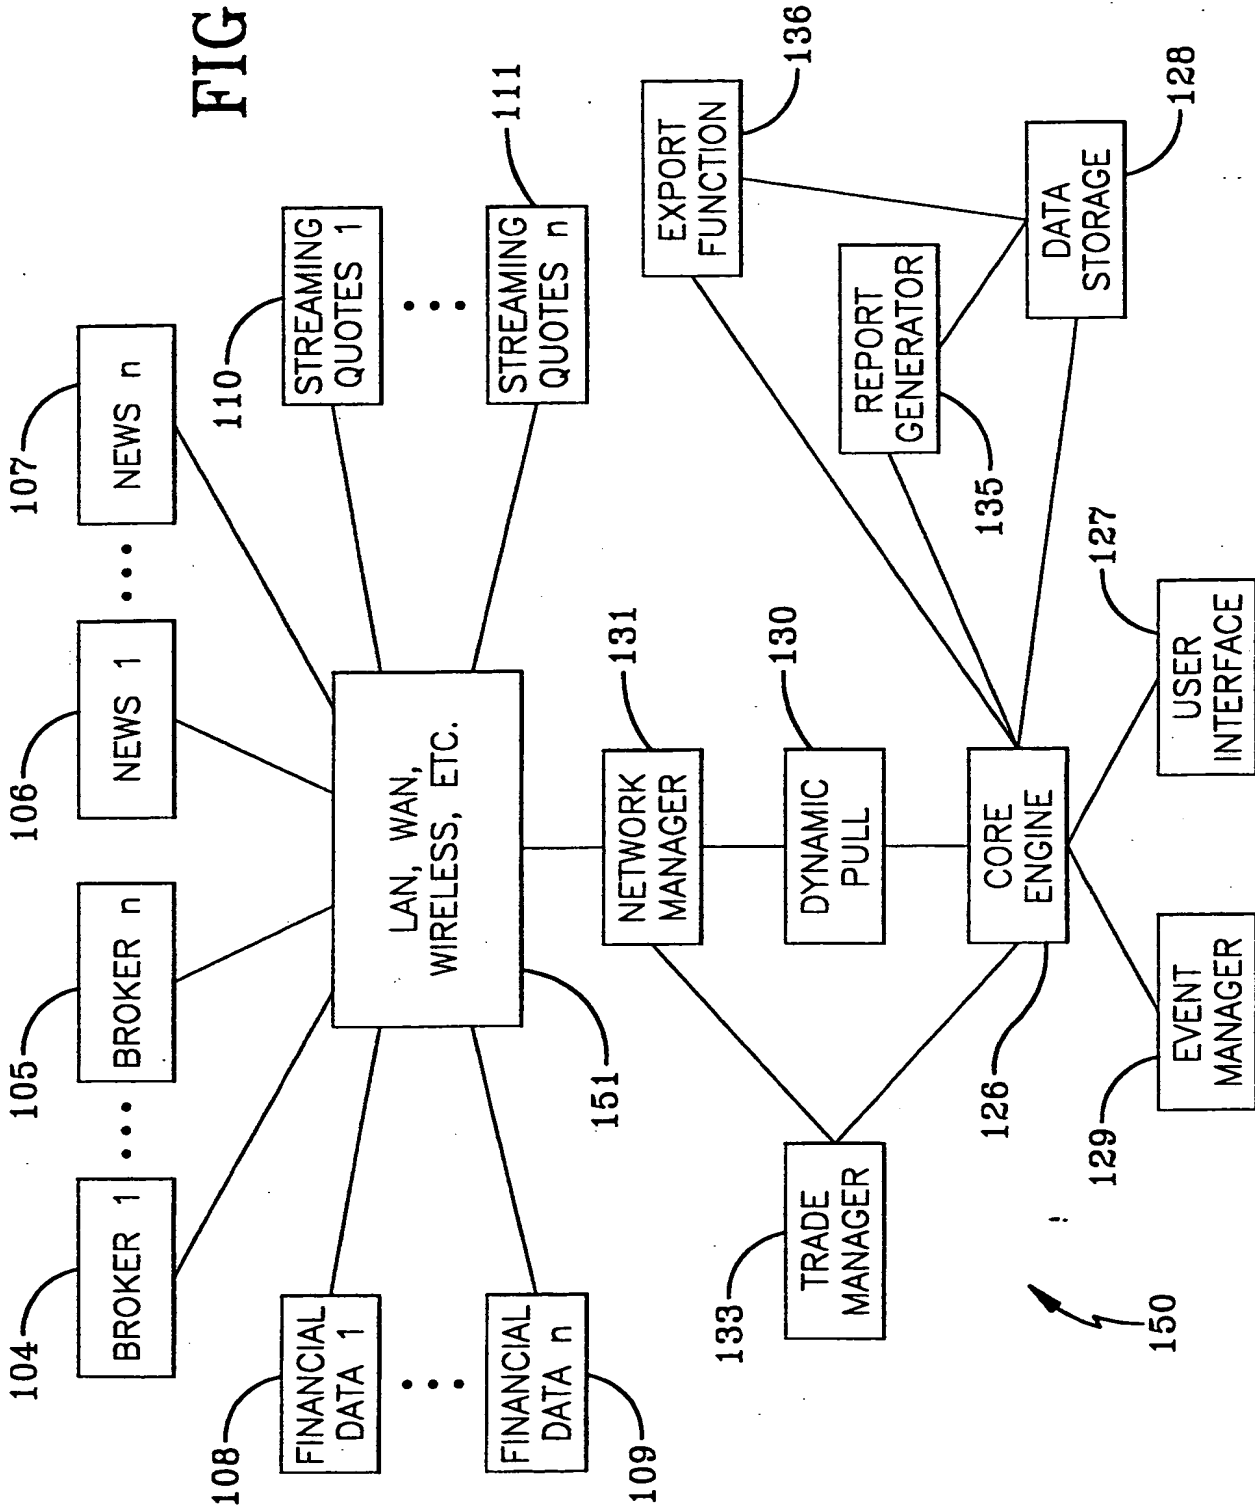 FIG
104
BROKER 1
105
BROKER n
106
NEWS 1
107
NEWS n
108
FINANCIAL
DATA 1
109
FINANCIAL
DATA n
110
STREAMING
QUOTES 1
111
STREAMING
QUOTES n
LAN, WAN,
WIRELESS, ETC.
151
131
NETWORK
MANAGER
130
DYNAMIC
PULL
133
TRADE
MANAGER
126
CORE
ENGINE
136
EXPORT
FUNCTION
135
REPORT
GENERATOR
128
DATA
STORAGE
129
EVENT
MANAGER
127
USER
INTERFACE
150